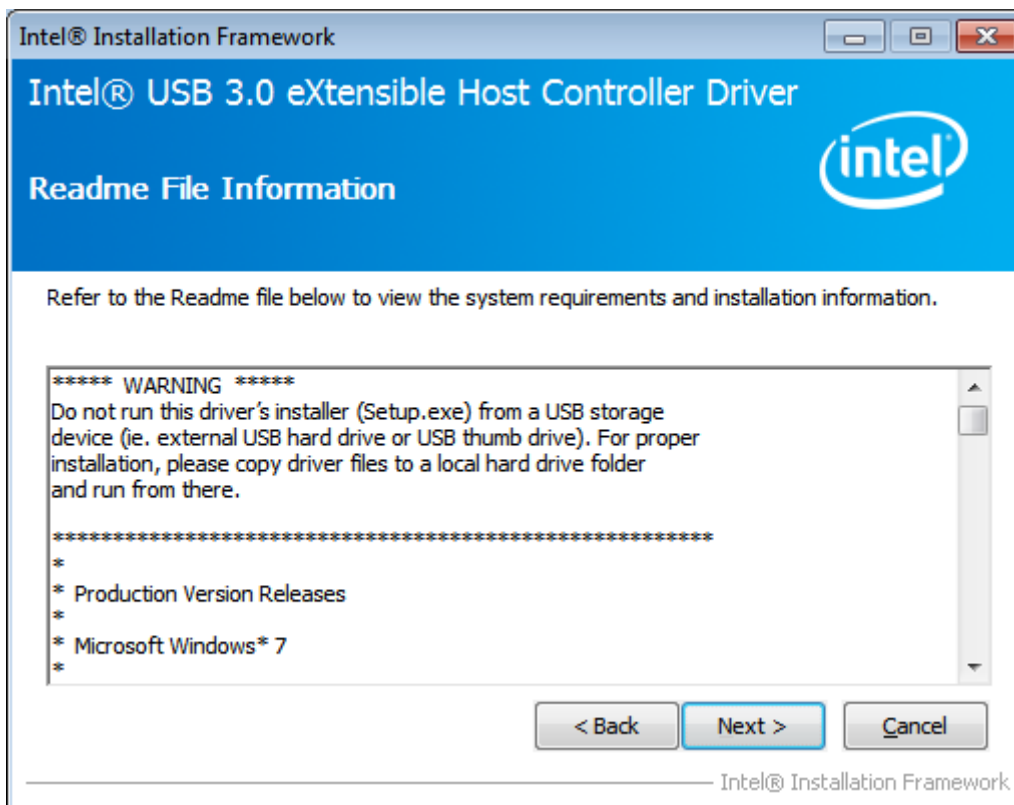 Intel® Installation Framework
Intel® USB 3.0 eXtensible Host Controller Driver
intel
Readme File Information
Refer to the Readme file below to view the system requirements and installation information.
***** WARNING *****
Do not run this driver's installer (Setup.exe) from a USB storage
device (ie. external USB hard drive or USB thumb drive). For proper
installation, please copy driver files to a local hard drive folder
and run from there.
*******************************************************
*
* Production Version Releases
*
* Microsoft Windows* 7
*
< Back Next > Cancel
Intel® Installation Framework